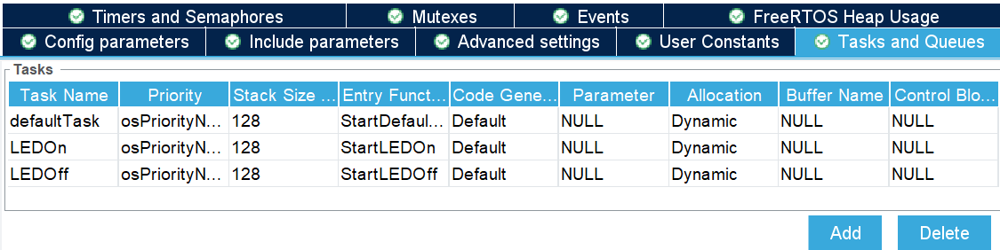 Timers and Semaphores Mutexes Events FreeRTOS Heap Usage
Config parameters Include parameters Advanced settings User Constants Tasks and Queues
Tasks
Task Name Priority Stack Size ... Entry Funct... Code Gene... Parameter Allocation Buffer Name Control Blo...
defaultTask osPriorityN... 128 StartDefaul... Default NULL Dynamic NULL NULL
LEDOn osPriorityN... 128 StartLEDOn Default NULL Dynamic NULL NULL
LEDOff osPriorityN... 128 StartLEDOff Default NULL Dynamic NULL NULL
Add Delete